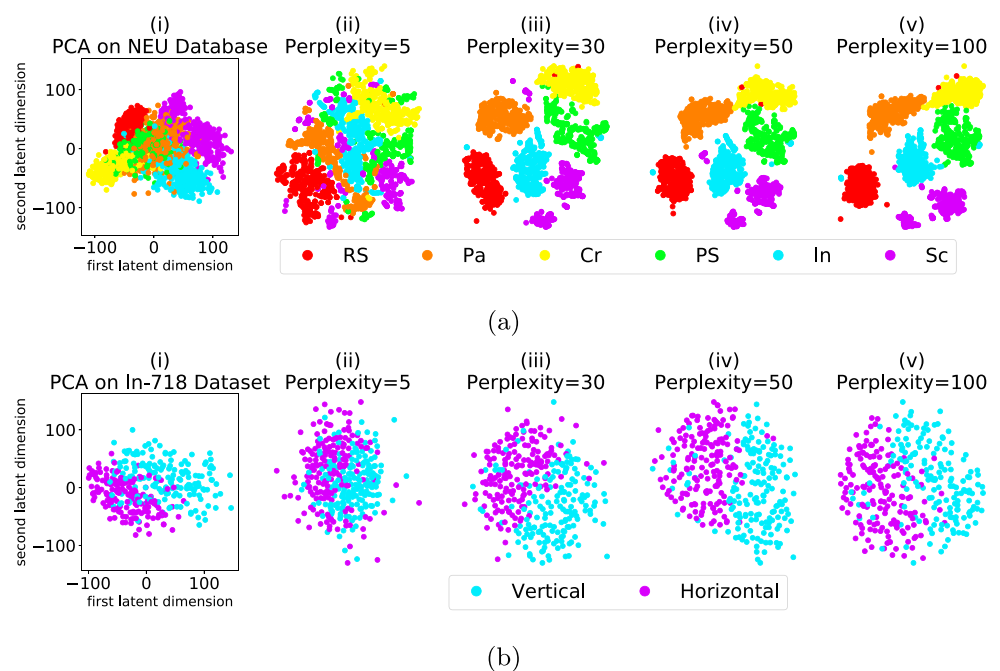 (i) (ii) (iii) (iv) (v)
PCA on NEU Database Perplexity=5 Perplexity=30 Perplexity=50 Perplexity=100
second latent dimension
100
0
−100
−100 0 100
first latent dimension
RS Pa Cr PS In Sc
(a)
(i) (ii) (iii) (iv) (v)
PCA on In-718 Dataset Perplexity=5 Perplexity=30 Perplexity=50 Perplexity=100
second latent dimension
100
0
−100
−100 0 100
first latent dimension
Vertical Horizontal
(b)